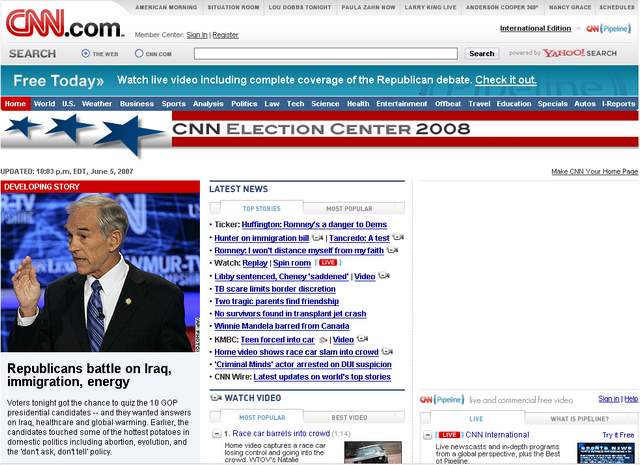 AMERICAN MORNING SITUATION ROOM LOU DOBBS TONIGHT PAULA ZAHN NOW LARRY KING LIVE ANDERSON COOPER 360° NANCY GRACE SCHEDULES
CNN.com
Member Center: Sign In | Register
International Edition CNN Pipeline
SEARCH THE WEB CNN.COM Search powered by YAHOO! SEARCH
Free Today» Watch live video including complete coverage of the Republican debate. Check it out.
Home World U.S. Weather Business Sports Analysis Politics Law Tech Science Health Entertainment Offbeat Travel Education Specials Autos I-Reports
CNN ELECTION CENTER 2008
UPDATED: 10:03 p.m. EDT, June 5, 2007
Make CNN Your Home Page
DEVELOPING STORY
WMUR-TV
AP PHOTO
Republicans battle on Iraq,
immigration, energy
Voters tonight got the chance to quiz the 10 GOP
presidential candidates -- and they wanted answers
on Iraq, healthcare and global warming. Earlier, the
candidates touched some of the hottest potatoes in
domestic politics including abortion, evolution, and
the 'don't ask, don't tell' policy.
LATEST NEWS
TOP STORIES MOST POPULAR
• Ticker: Huffington: Romney's a danger to Dems
• Hunter on immigration bill | Tancredo: A test
• Romney: I won't distance myself from my faith
• Watch: Replay | Spin room LIVE
• Libby sentenced, Cheney 'saddened' | Video
• TB scare limits border discretion
• Two tragic parents find friendship
• No survivors found in transplant jet crash
• Winnie Mandela barred from Canada
• KMBC: Teen forced into car | Video
• Home video shows race car slam into crowd
• 'Criminal Minds' actor arrested on DUI suspicion
• CNN Wire: Latest updates on world's top stories
WATCH VIDEO
MOST POPULAR BEST VIDEO
1. Race car barrels into crowd (1:14)
Home video captures a race car
losing control and going into the
crowd. WTOV's Natalie
CNN Pipeline live and commercial free video Sign in | Help
LIVE WHAT IS PIPELINE?
LIVE CNN International Try it Free
Live newscasts and in-depth programs
from a global perspective, plus the Best
of Pipeline.